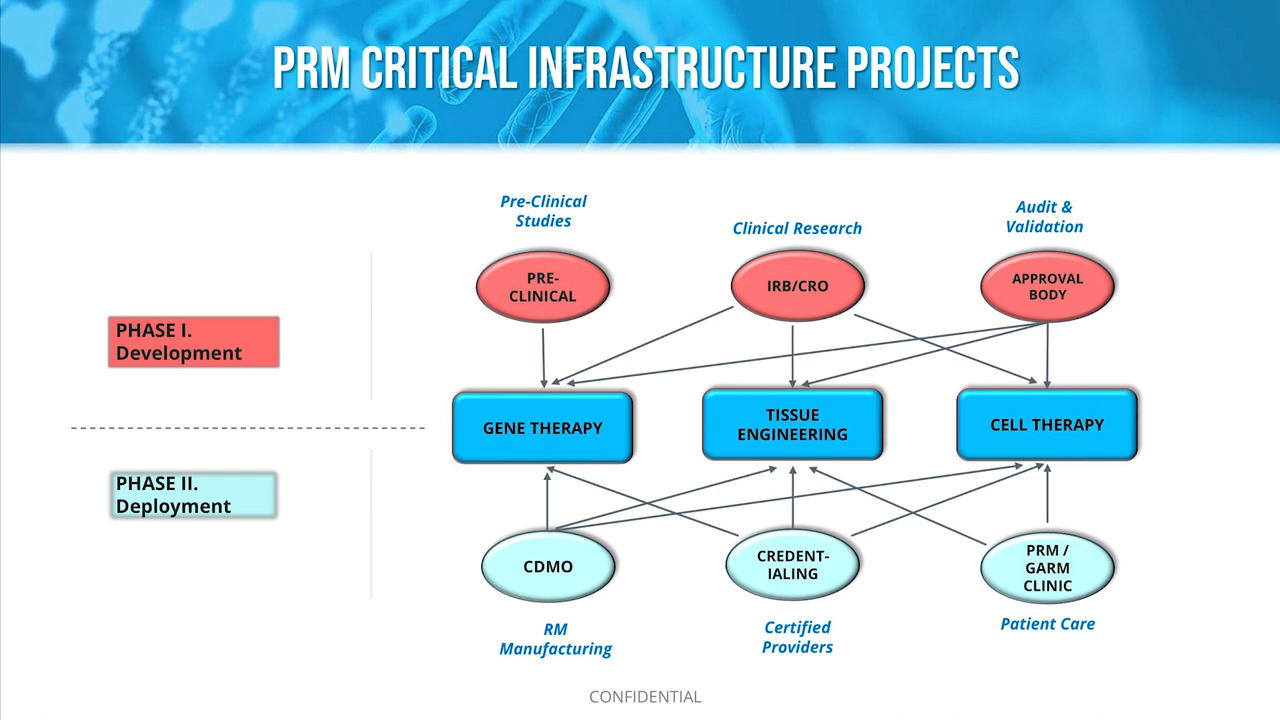 PRM CRITICAL INFRASTRUCTURE PROJECTS
Pre-Clinical
Studies
Clinical Research
Audit &
Validation
PRE-
CLINICAL
IRB/CRO
APPROVAL
BODY
PHASE I.
Development
GENE THERAPY
TISSUE
ENGINEERING
CELL THERAPY
PHASE II.
Deployment
CDMO
CREDENT-
IALING
PRM /
GARM
CLINIC
RM
Manufacturing
Certified
Providers
Patient Care
CONFIDENTIAL